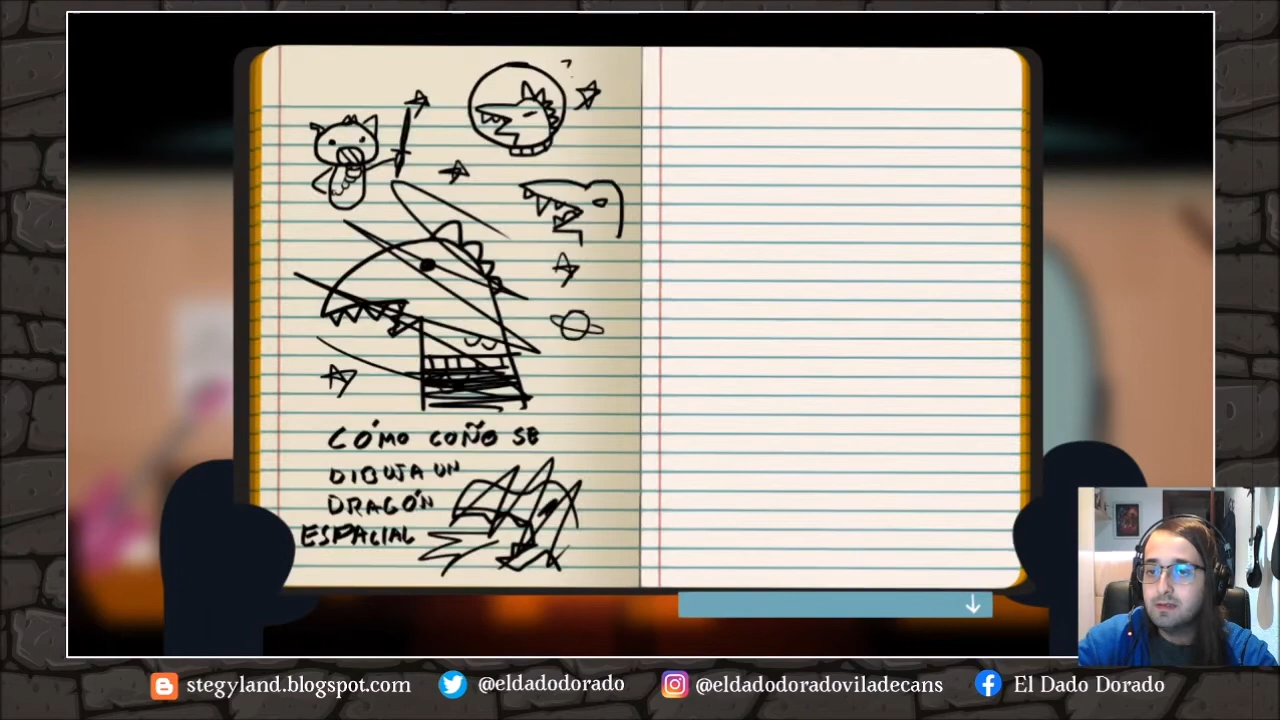 CÓMO COÑO SE
DIBUJA UN
DRAGÓN
ESPACIAL
stegyland.blogspot.com
@eldadodorado
@eldadodoradoviladecans
El Dado Dorado